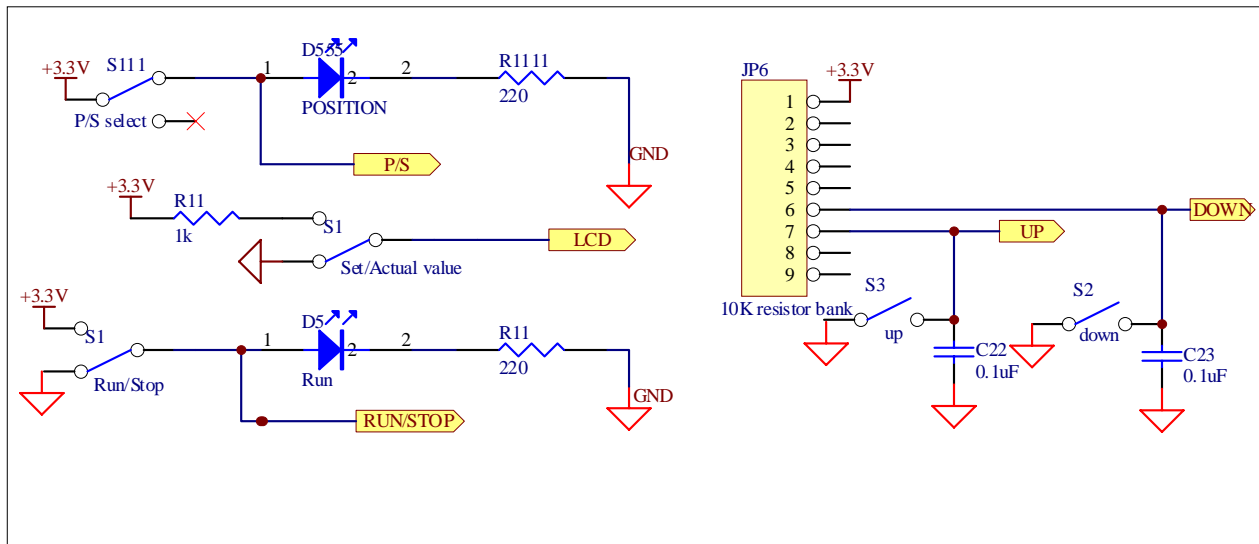 S111
+3.3V
P/S select
1
D555
2
POSITION
2
R1111
220
GND
P/S
+3.3V
R11
1k
S1
Set/Actual value
LCD
+3.3V
S1
Run/Stop
1
D5
2
Run
2
R11
220
GND
RUN/STOP
JP6
+3.3V
1
2
3
4
5
6
7
8
9
10K resistor bank
DOWN
UP
S3
up
C22
0.1uF
S2
down
C23
0.1uF